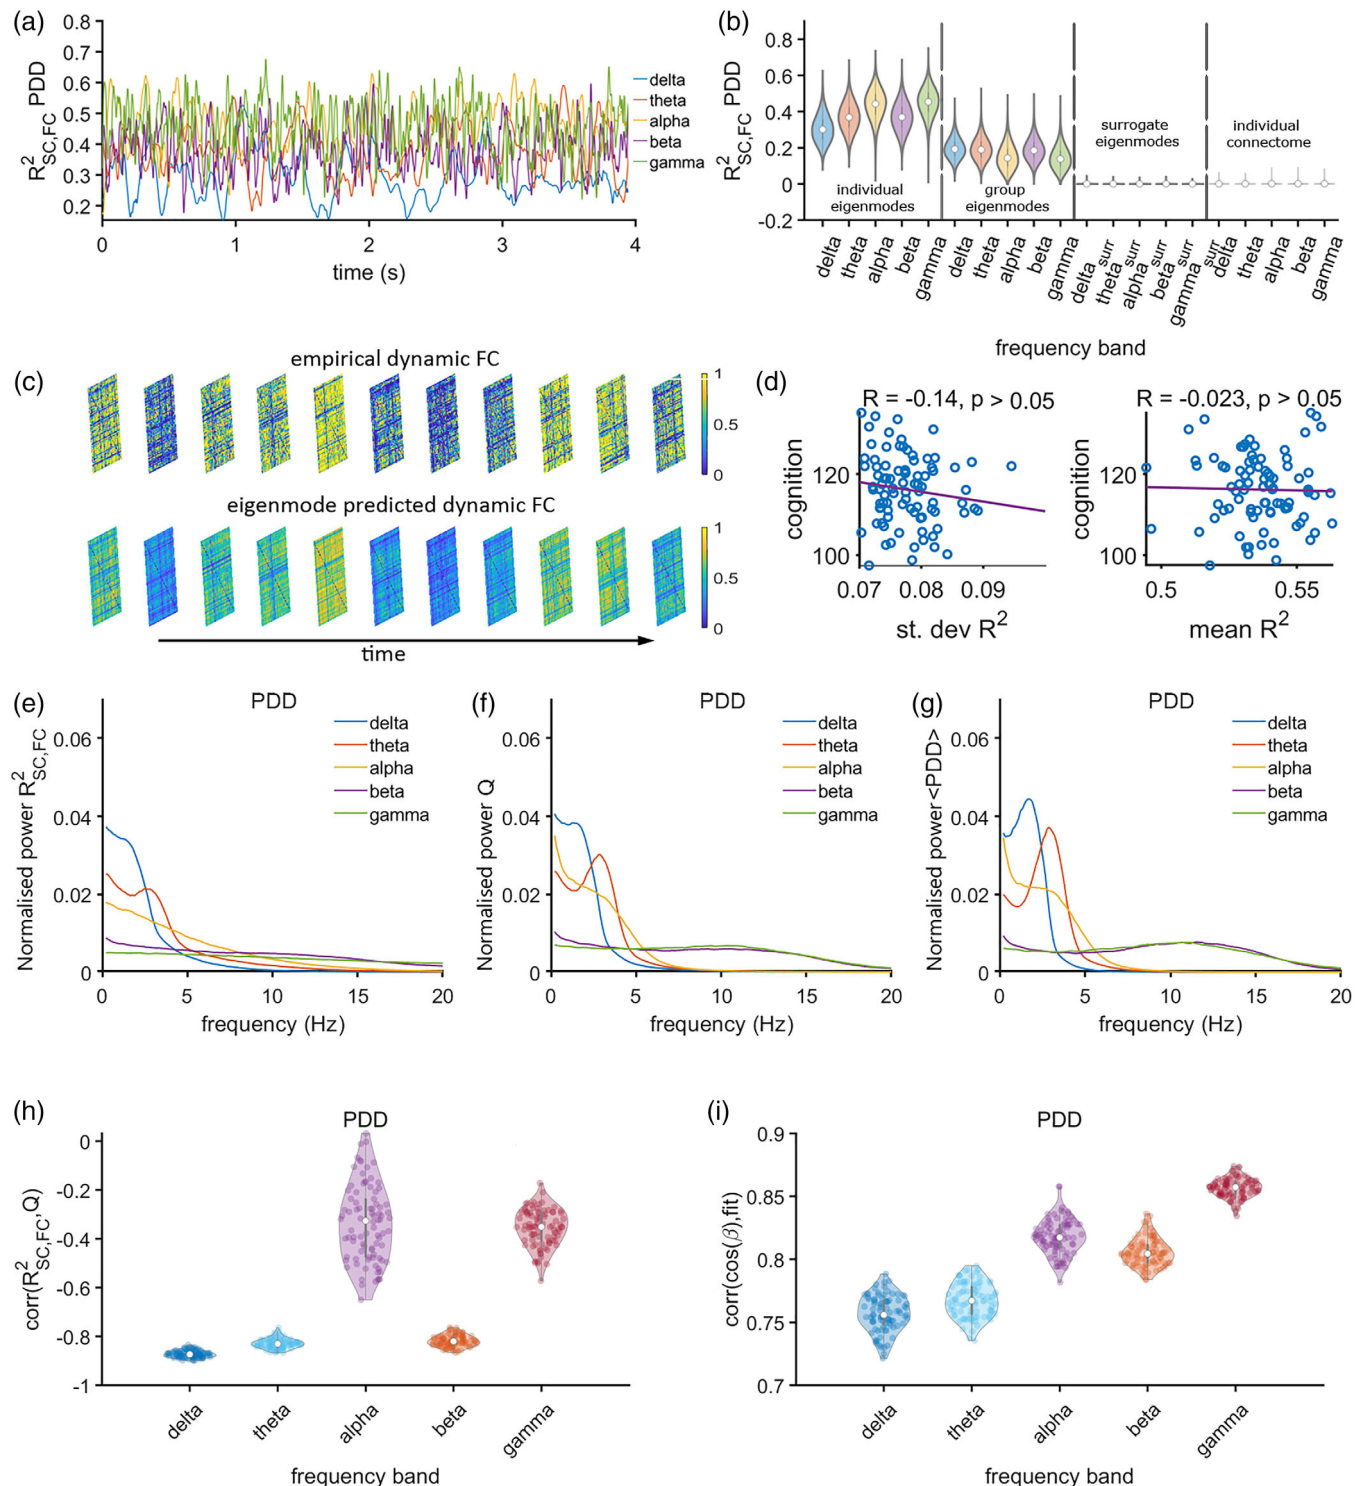 (a)
R²SC,FC PDD
0.8
0.7
0.6
0.5
0.4
0.3
0.2
0 1 2 3 4
time (s)
delta
theta
alpha
beta
gamma
(b)
R²SC,FC PDD
0.8
0.6
0.4
0.2
0
-0.2
individual
eigenmodes
group
eigenmodes
surrogate
eigenmodes
individual
connectome
delta theta alpha beta gamma delta theta alpha beta gamma delta surr theta surr alpha surr beta surr gamma surr delta theta alpha beta gamma
frequency band
(c)
empirical dynamic FC
1
0.5
0
eigenmode predicted dynamic FC
1
0.5
0
time
(d)
R = -0.14, p > 0.05
cognition
120
100
0.07 0.08 0.09
st. dev R²
R = -0.023, p > 0.05
cognition
120
100
0.5 0.55
mean R²
(e)
PDD
Normalised power R²SC,FC
0.06
0.04
0.02
0
0 5 10 15 20
frequency (Hz)
delta
theta
alpha
beta
gamma
(f)
PDD
Normalised power Q
0.06
0.04
0.02
0
0 5 10 15 20
frequency (Hz)
delta
theta
alpha
beta
gamma
(g)
PDD
Normalised power <PDD>
0.06
0.04
0.02
0
0 5 10 15 20
frequency (Hz)
delta
theta
alpha
beta
gamma
(h)
PDD
corr(R²SC,FC,Q)
0
-0.2
-0.4
-0.6
-0.8
-1
delta theta alpha beta gamma
frequency band
(i)
PDD
corr(cos(β),fit)
0.9
0.85
0.8
0.75
0.7
delta theta alpha beta gamma
frequency band